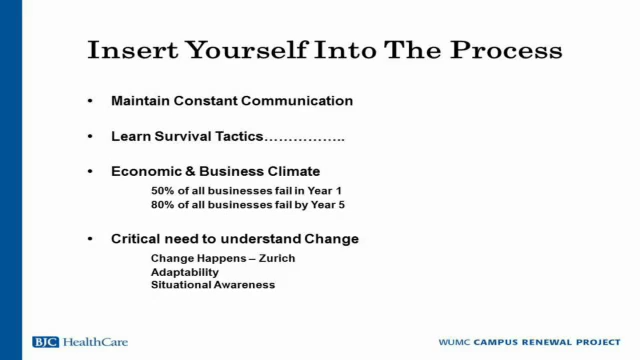 Insert Yourself Into The Process
• Maintain Constant Communication
• Learn Survival Tactics……………..
• Economic & Business Climate
50% of all businesses fail in Year 1
80% of all businesses fail by Year 5
• Critical need to understand Change
Change Happens – Zurich
Adaptability
Situational Awareness
BJC HealthCare
WUMC CAMPUS RENEWAL PROJECT